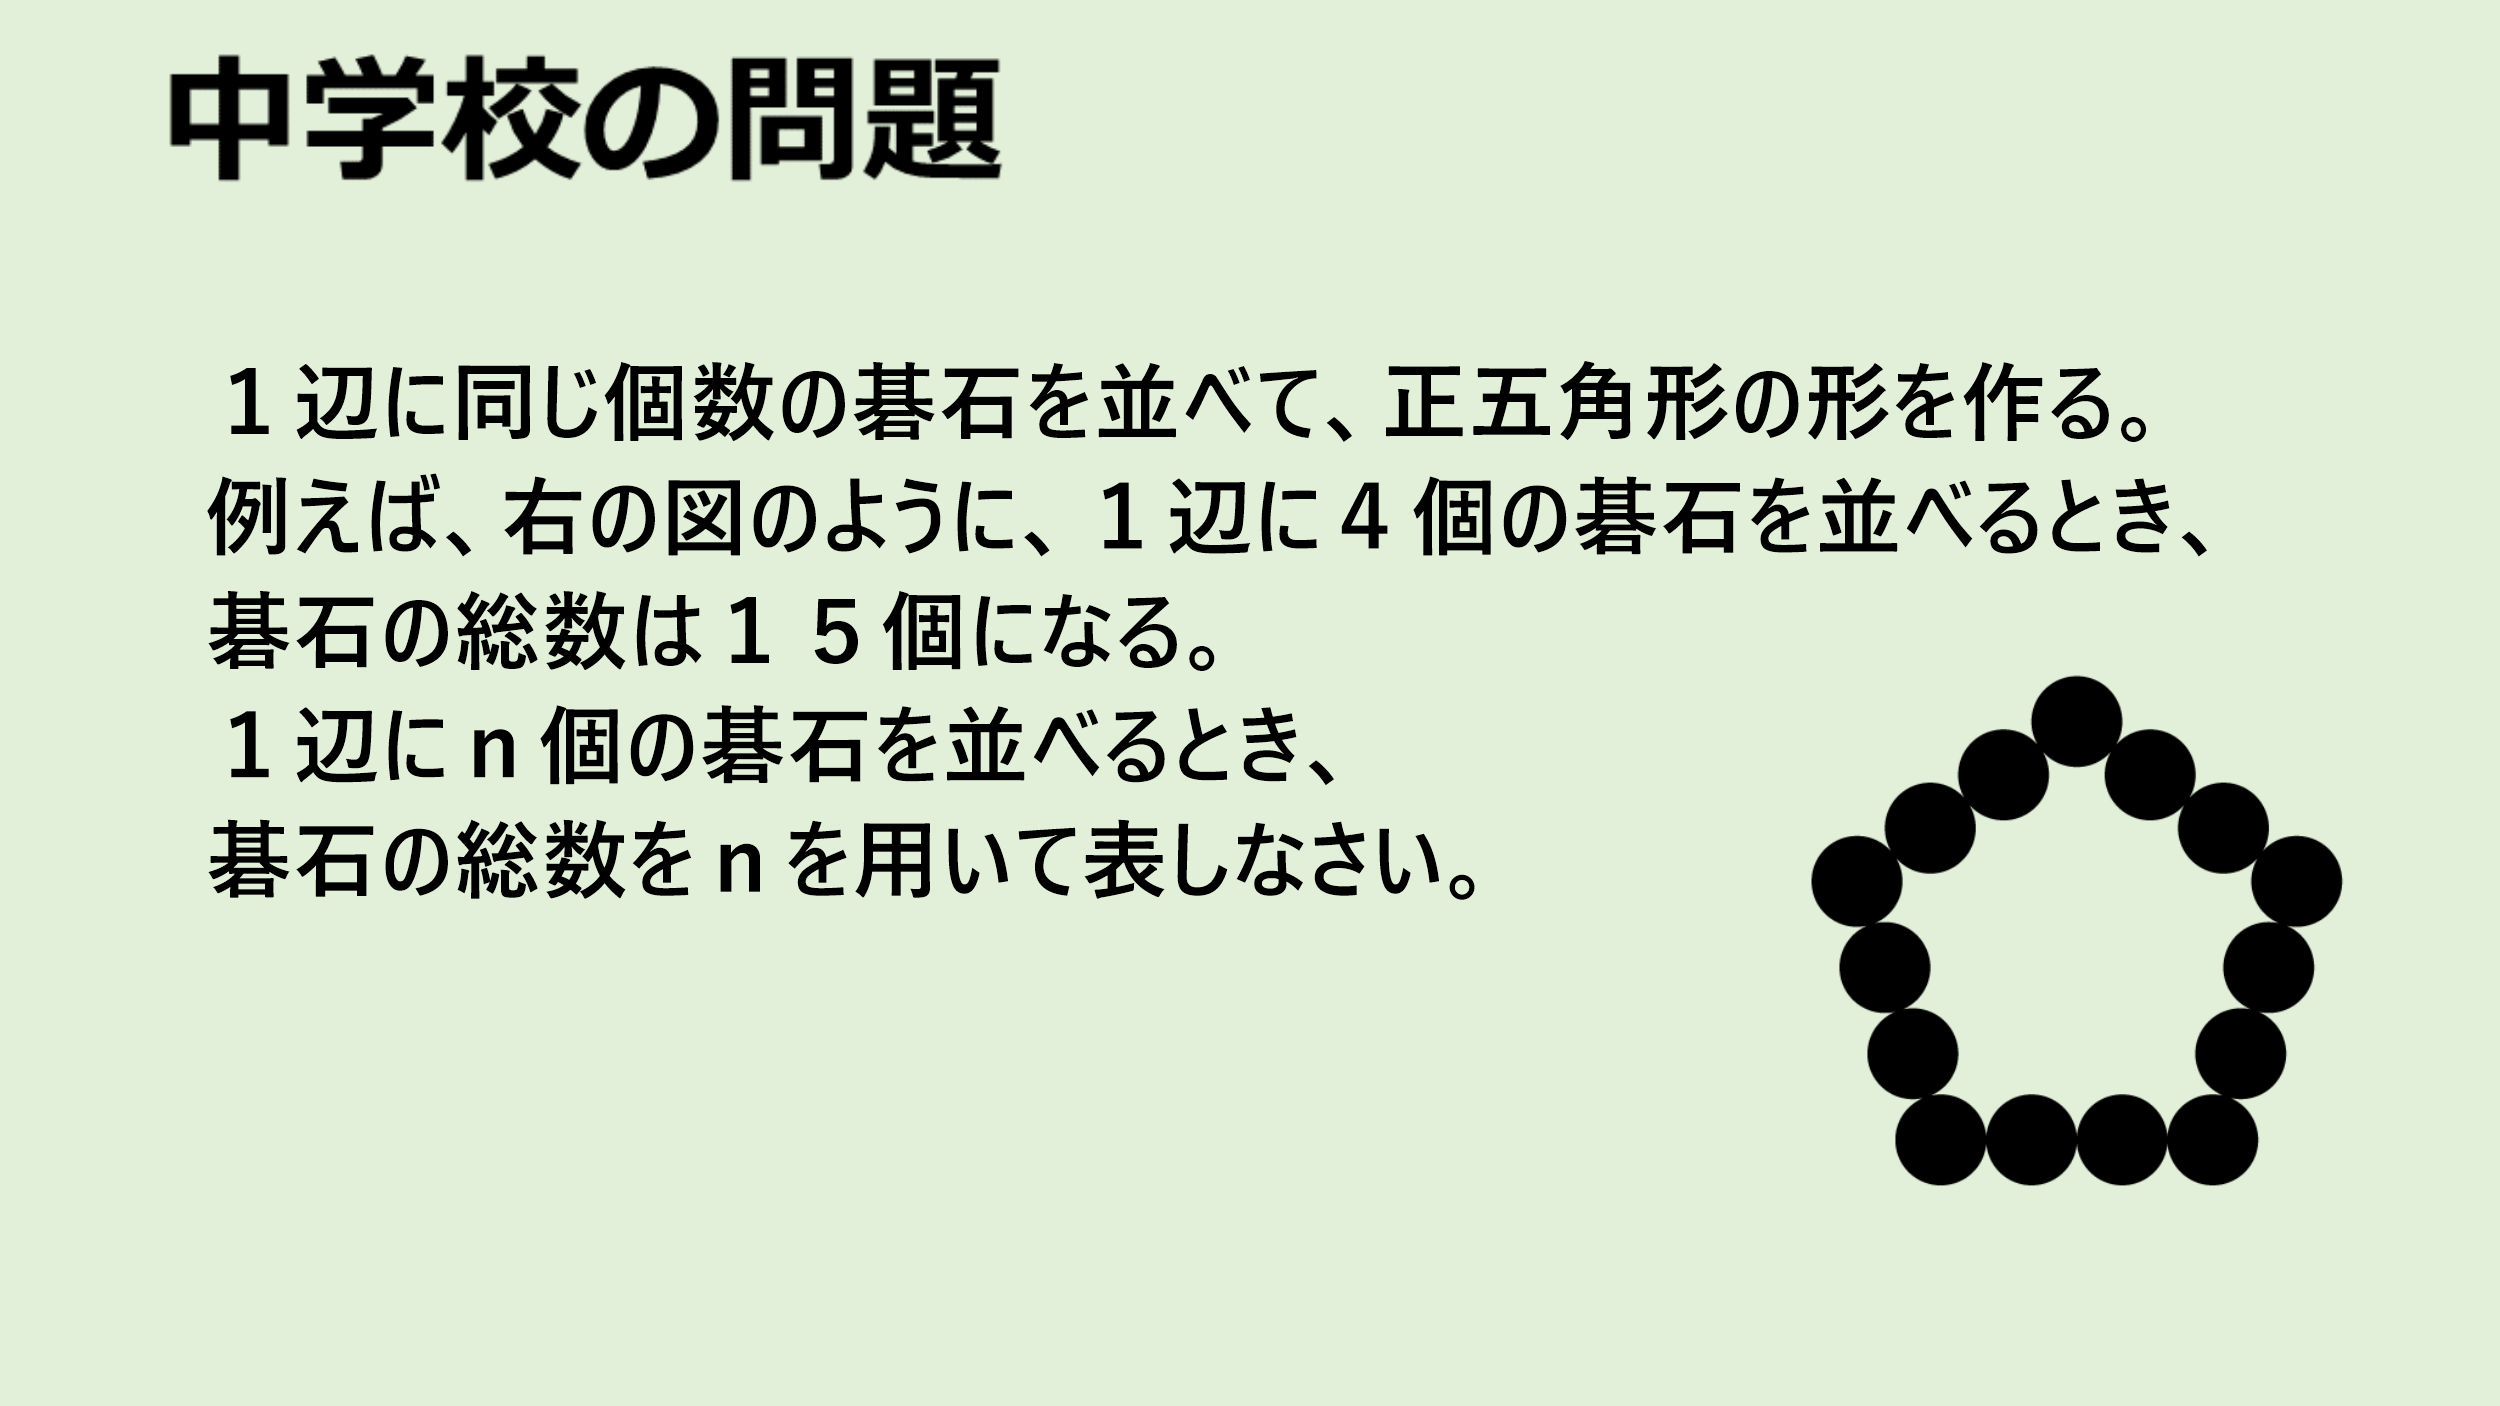 中学校の問題
１辺に同じ個数の碁石を並べて、正五角形の形を作る。
例えば、右の図のように、１辺に４個の碁石を並べるとき、
碁石の総数は１５個になる。
１辺にｎ個の碁石を並べるとき、
碁石の総数をｎを用いて表しなさい。